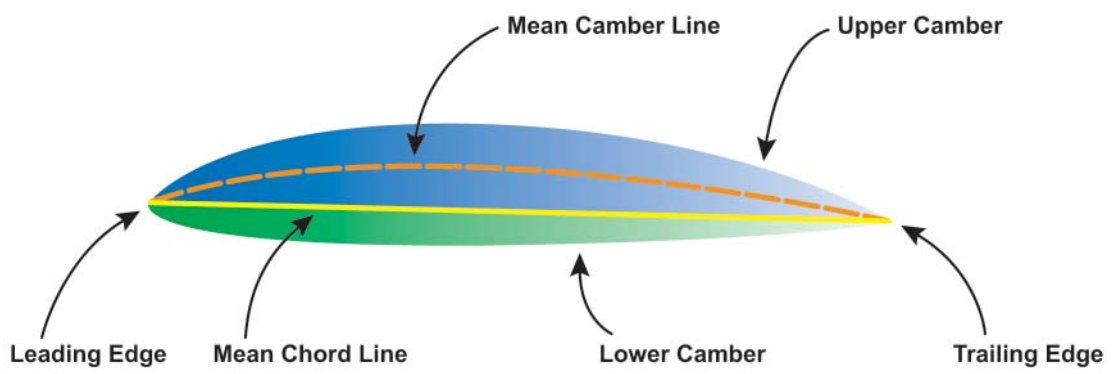 Mean Camber Line
Upper Camber
Leading Edge
Mean Chord Line
Lower Camber
Trailing Edge